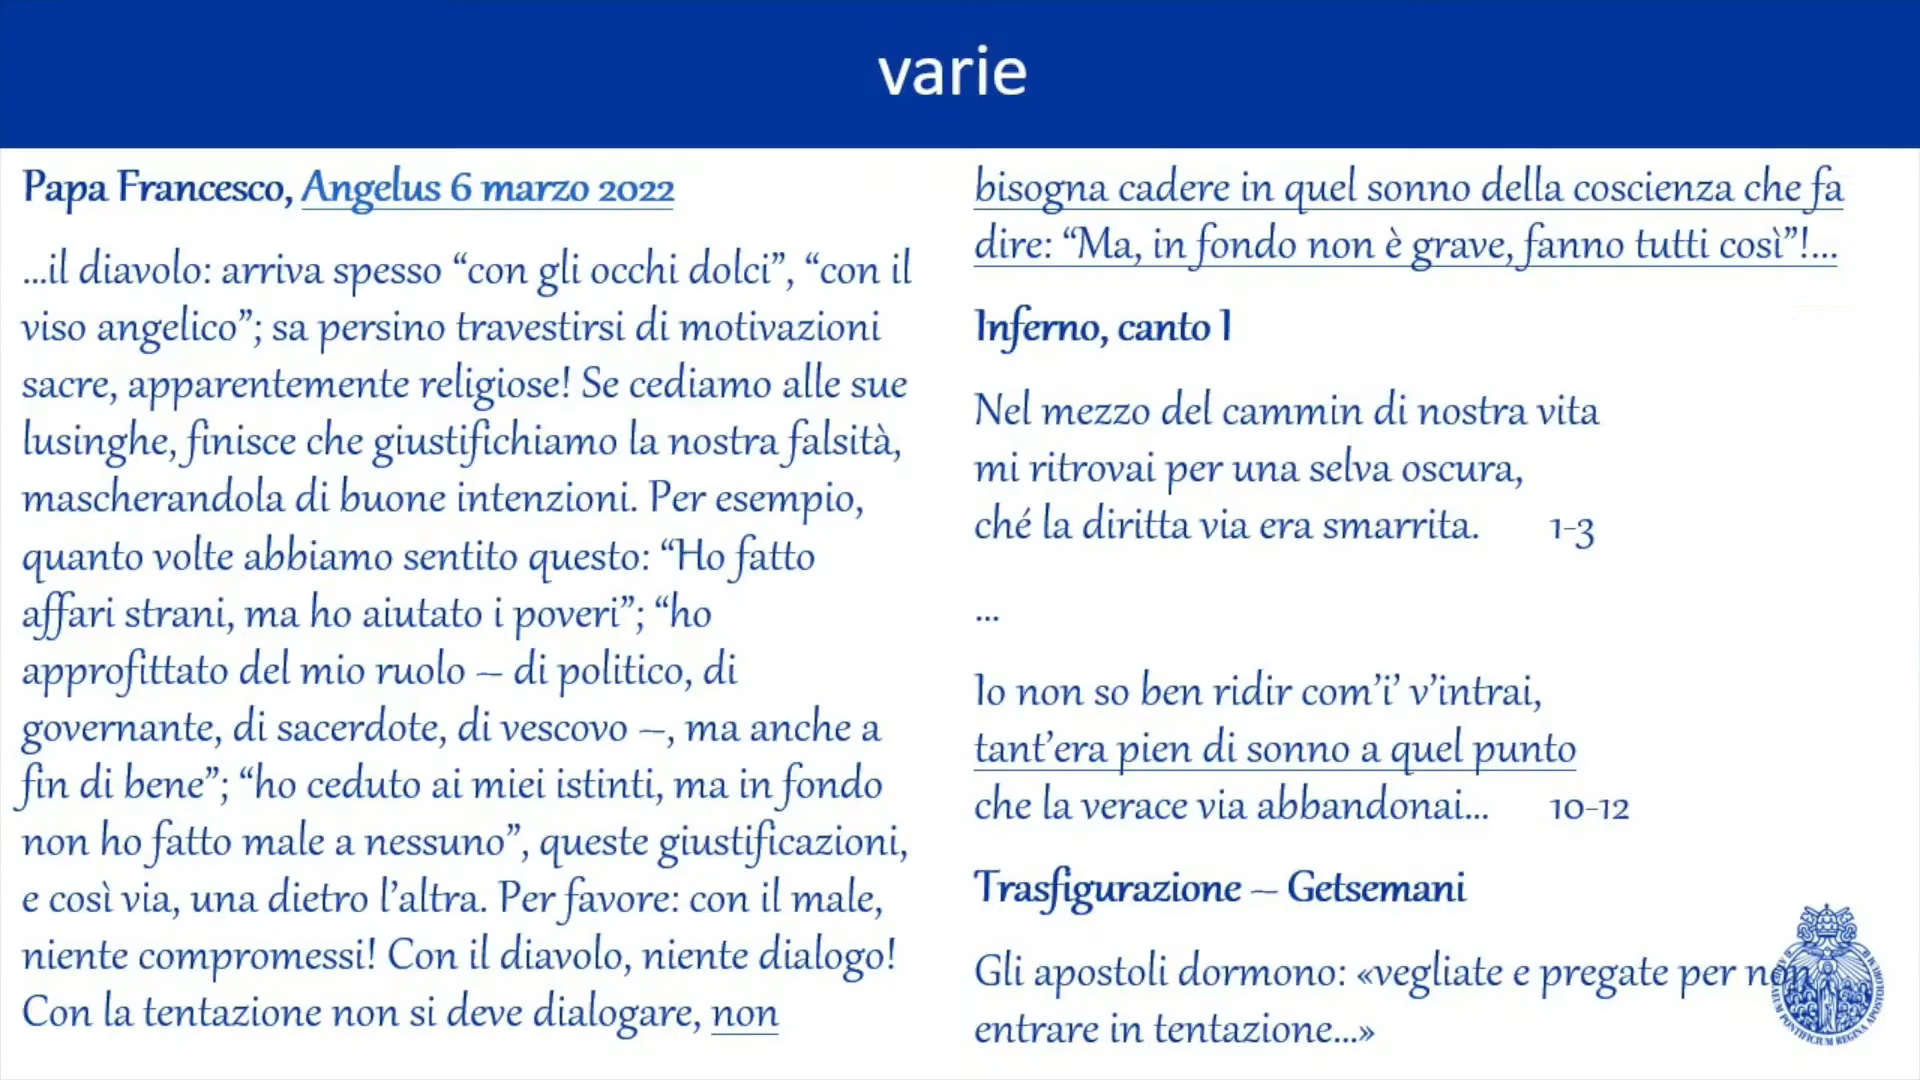 varie
Papa Francesco, Angelus 6 marzo 2022
...il diavolo: arriva spesso “con gli occhi dolci”, “con il
viso angelico”; sa persino travestirsi di motivazioni
sacre, apparentemente religiose! Se cediamo alle sue
lusinghe, finisce che giustifichiamo la nostra falsità,
mascherandola di buone intenzioni. Per esempio,
quanto volte abbiamo sentito questo: “Ho fatto
affari strani, ma ho aiutato i poveri”; “ho
approfittato del mio ruolo – di politico, di
governante, di sacerdote, di vescovo –, ma anche a
fin di bene”; “ho ceduto ai miei istinti, ma in fondo
non ho fatto male a nessuno”, queste giustificazioni,
e così via, una dietro l’altra. Per favore: con il male,
niente compromessi! Con il diavolo, niente dialogo!
Con la tentazione non si deve dialogare, non
bisogna cadere in quel sonno della coscienza che fa
dire: “Ma, in fondo non è grave, fanno tutti così”!...
Inferno, canto I
Nel mezzo del cammin di nostra vita
mi ritrovai per una selva oscura,
ché la diritta via era smarrita. 1-3
...
Io non so ben ridir com’i’ v’intrai,
tant’era pien di sonno a quel punto
che la verace via abbandonai... 10-12
Trasfigurazione – Getsemani
Gli apostoli dormono: «vegliate e pregate per non
entrare in tentazione...»
PONTIFICIUM REGINA APOSTOLORUM